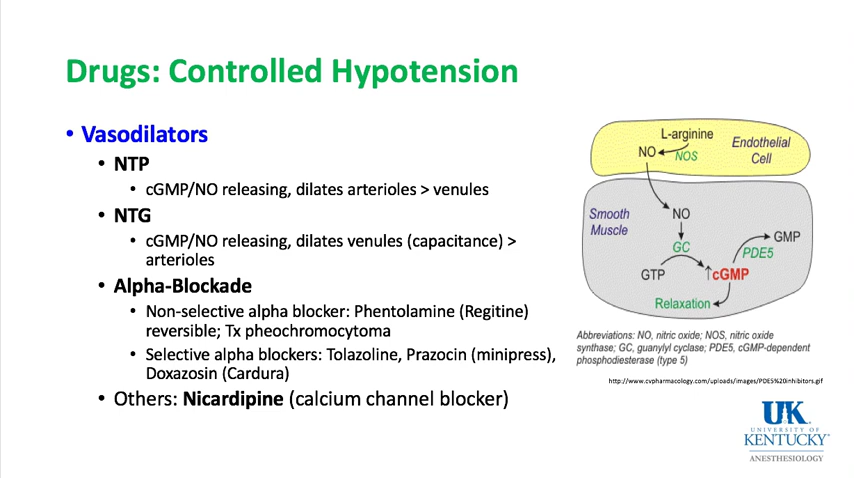 Drugs: Controlled Hypotension
• Vasodilators
• NTP
• cGMP/NO releasing, dilates arterioles > venules
• NTG
• cGMP/NO releasing, dilates venules (capacitance) >
arterioles
• Alpha-Blockade
• Non-selective alpha blocker: Phentolamine (Regitine)
reversible; Tx pheochromocytoma
• Selective alpha blockers: Tolazoline, Prazocin (minipress),
Doxazosin (Cardura)
• Others: Nicardipine (calcium channel blocker)
L-arginine
NO
NOS
Endothelial
Cell
Smooth
Muscle
NO
GC
GTP
↑cGMP
GMP
PDE5
Relaxation
Abbreviations: NO, nitric oxide; NOS, nitric oxide
synthase; GC, guanylyl cyclase; PDE5, cGMP-dependent
phosphodiesterase (type 5)
http://www.cvpharmacology.com/uploads/images/PDE5%20inhibitors.gif
UK
UNIVERSITY OF
KENTUCKY
ANESTHESIOLOGY